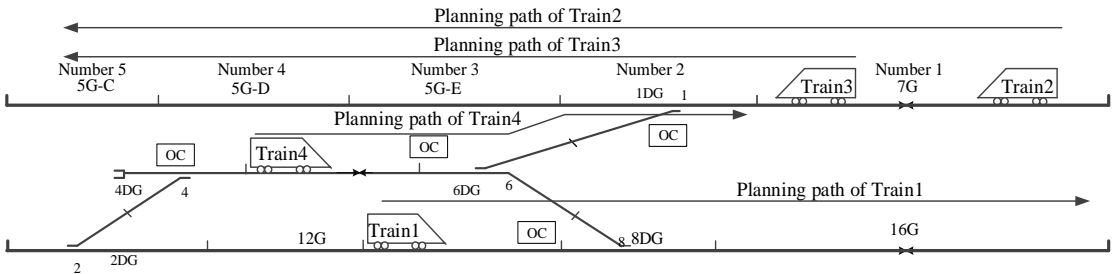 Planning path of Train2
Planning path of Train3
Number 5
5G-C
Number 4
5G-D
Number 3
5G-E
Number 2
1DG
1
Train3
Number 1
7G
Train2
Planning path of Train4
OC
OC
OC
Train4
4DG
4
6DG
6
Planning path of Train1
12G
Train1
OC
8
8DG
16G
2
2DG